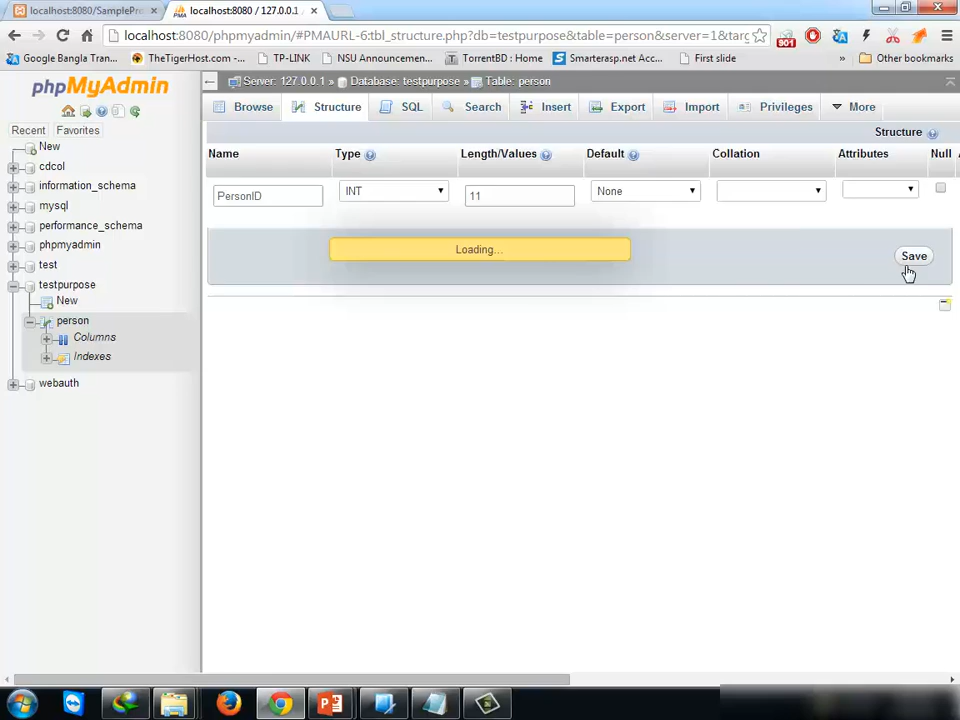 localhost:8080/SamplePro
localhost:8080 / 127.0.0.1
localhost:8080/phpmyadmin/#PMAURL-6:tbl_structure.php?db=testpurpose&table=person&server=1&targ
901
Google Bangla Tran... TheTigerHost.com -... TP-LINK NSU Announcemen... TorrentBD : Home Smarterasp.net Acc... First slide » Other bookmarks
phpMyAdmin
Server: 127.0.0.1 » Database: testpurpose » Table: person
Browse Structure SQL Search Insert Export Import Privileges More
Recent Favorites
Structure
New
cdcol
information_schema
mysql
performance_schema
phpmyadmin
test
testpurpose
New
person
Columns
Indexes
webauth
Name Type Length/Values Default Collation Attributes Null
PersonID INT 11 None
Loading...
Save